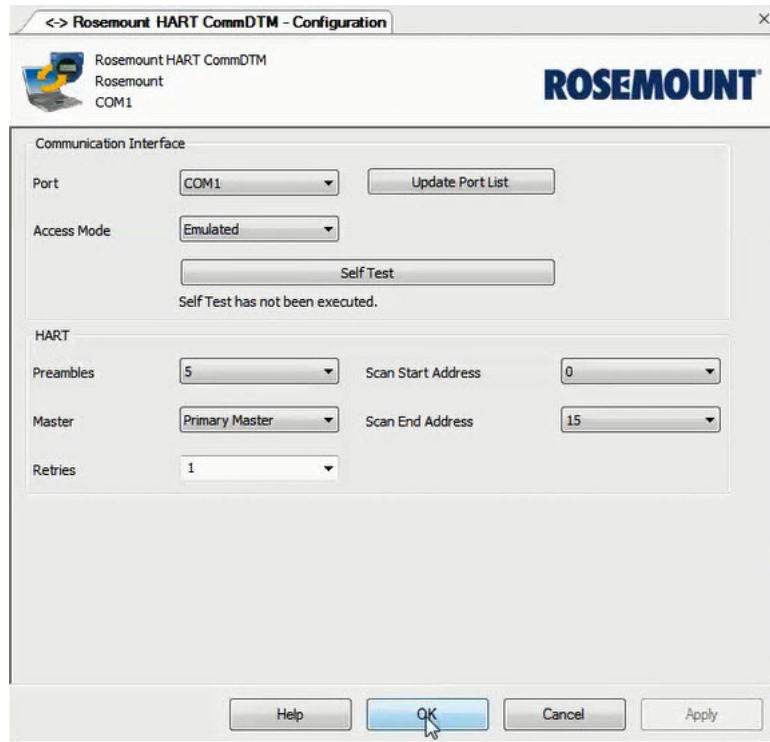 <-> Rosemount HART CommDTM - Configuration
Rosemount HART CommDTM
Rosemount
COM1
ROSEMOUNT
Communication Interface
Port COM1 Update Port List
Access Mode Emulated
Self Test
Self Test has not been executed.
HART
Preambles 5 Scan Start Address 0
Master Primary Master Scan End Address 15
Retries 1
Help OK Cancel Apply